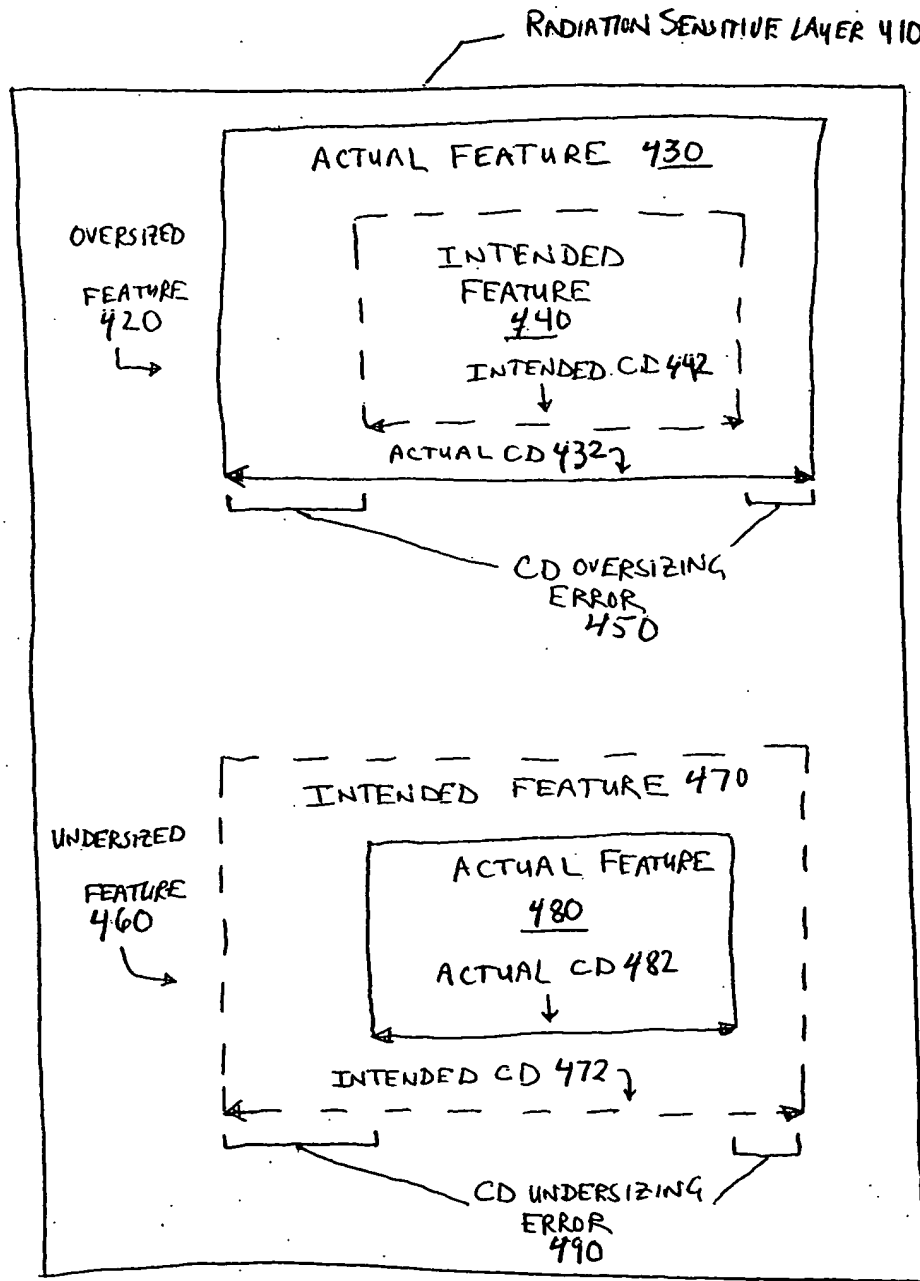 RADIATION SENSITIVE LAYER 410
ACTUAL FEATURE 430
OVERSIZED
FEATURE
420
INTENDED
FEATURE
440
INTENDED CD 442
ACTUAL CD 432
CD OVERSIZING
ERROR
450
INTENDED FEATURE 470
UNDERSIZED
FEATURE
460
ACTUAL FEATURE
480
ACTUAL CD 482
INTENDED CD 472
CD UNDERSIZING
ERROR
490